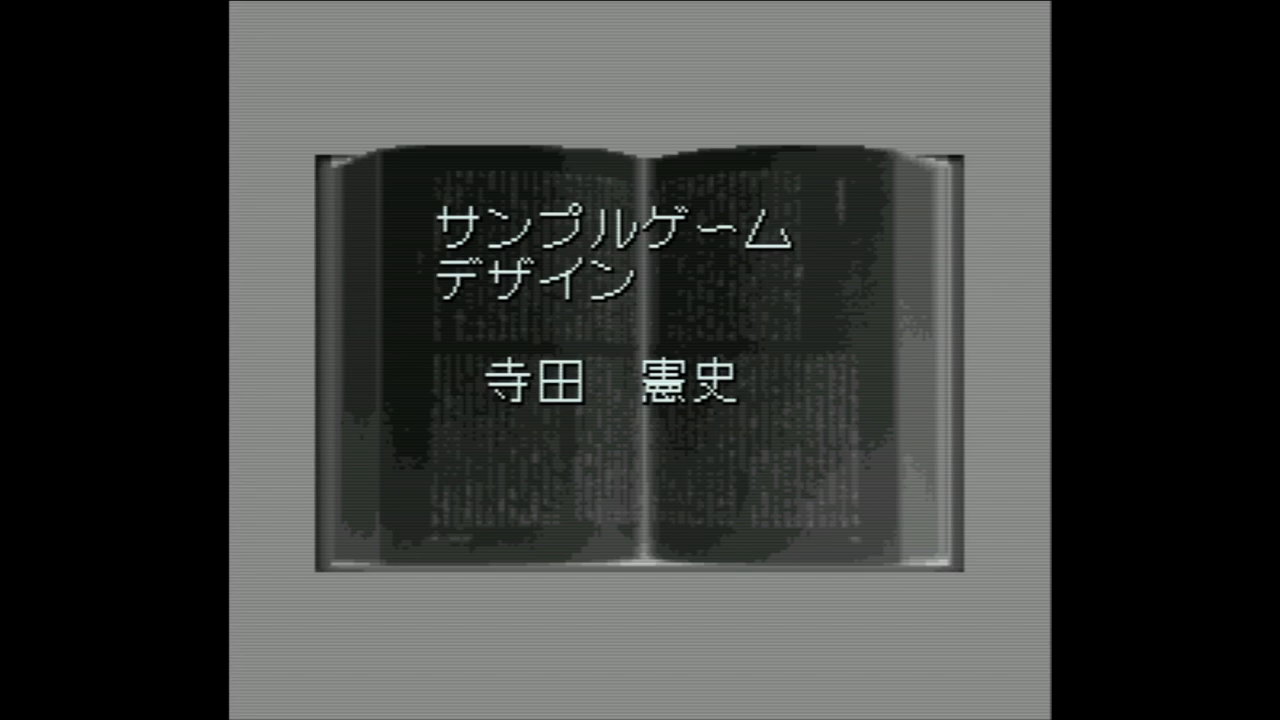 サンプルゲーム
デザイン
寺田　憲史